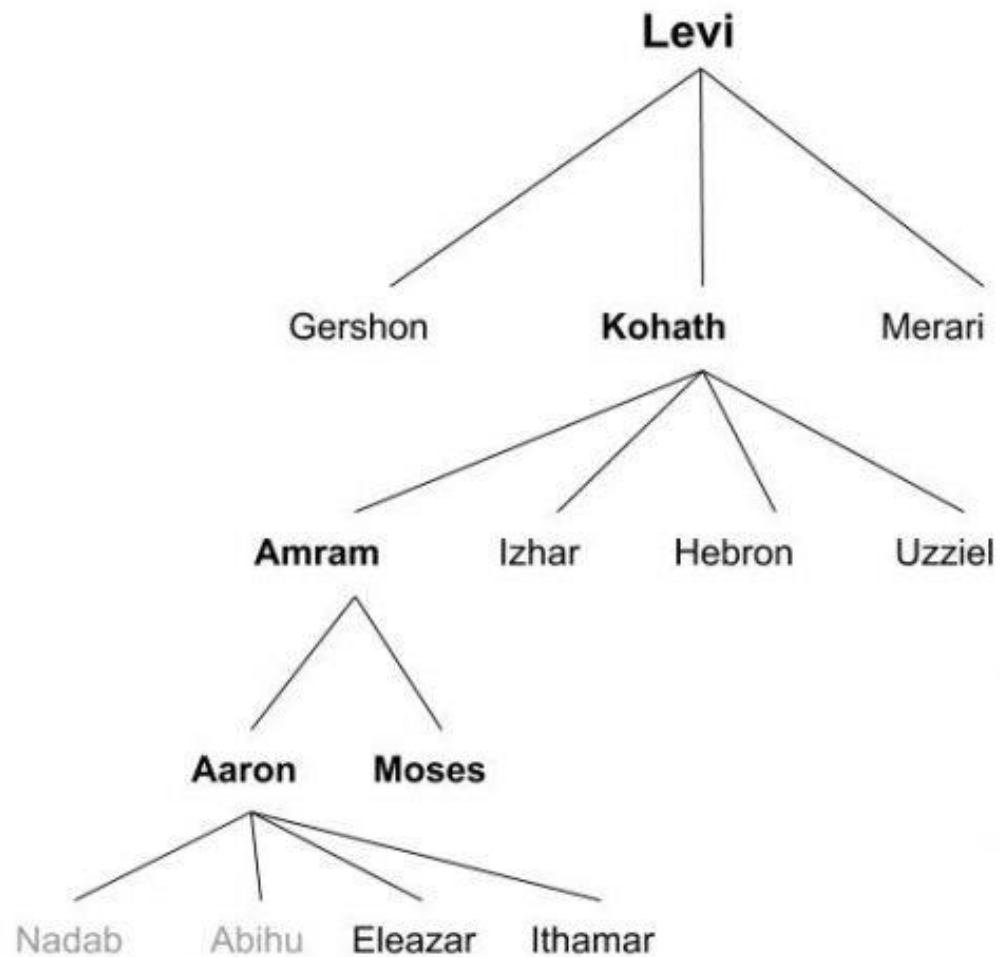 Levi
Gershon Kohath Merari
Amram Izhar Hebron Uzziel
Aaron Moses
Nadab Abihu Eleazar Ithamar